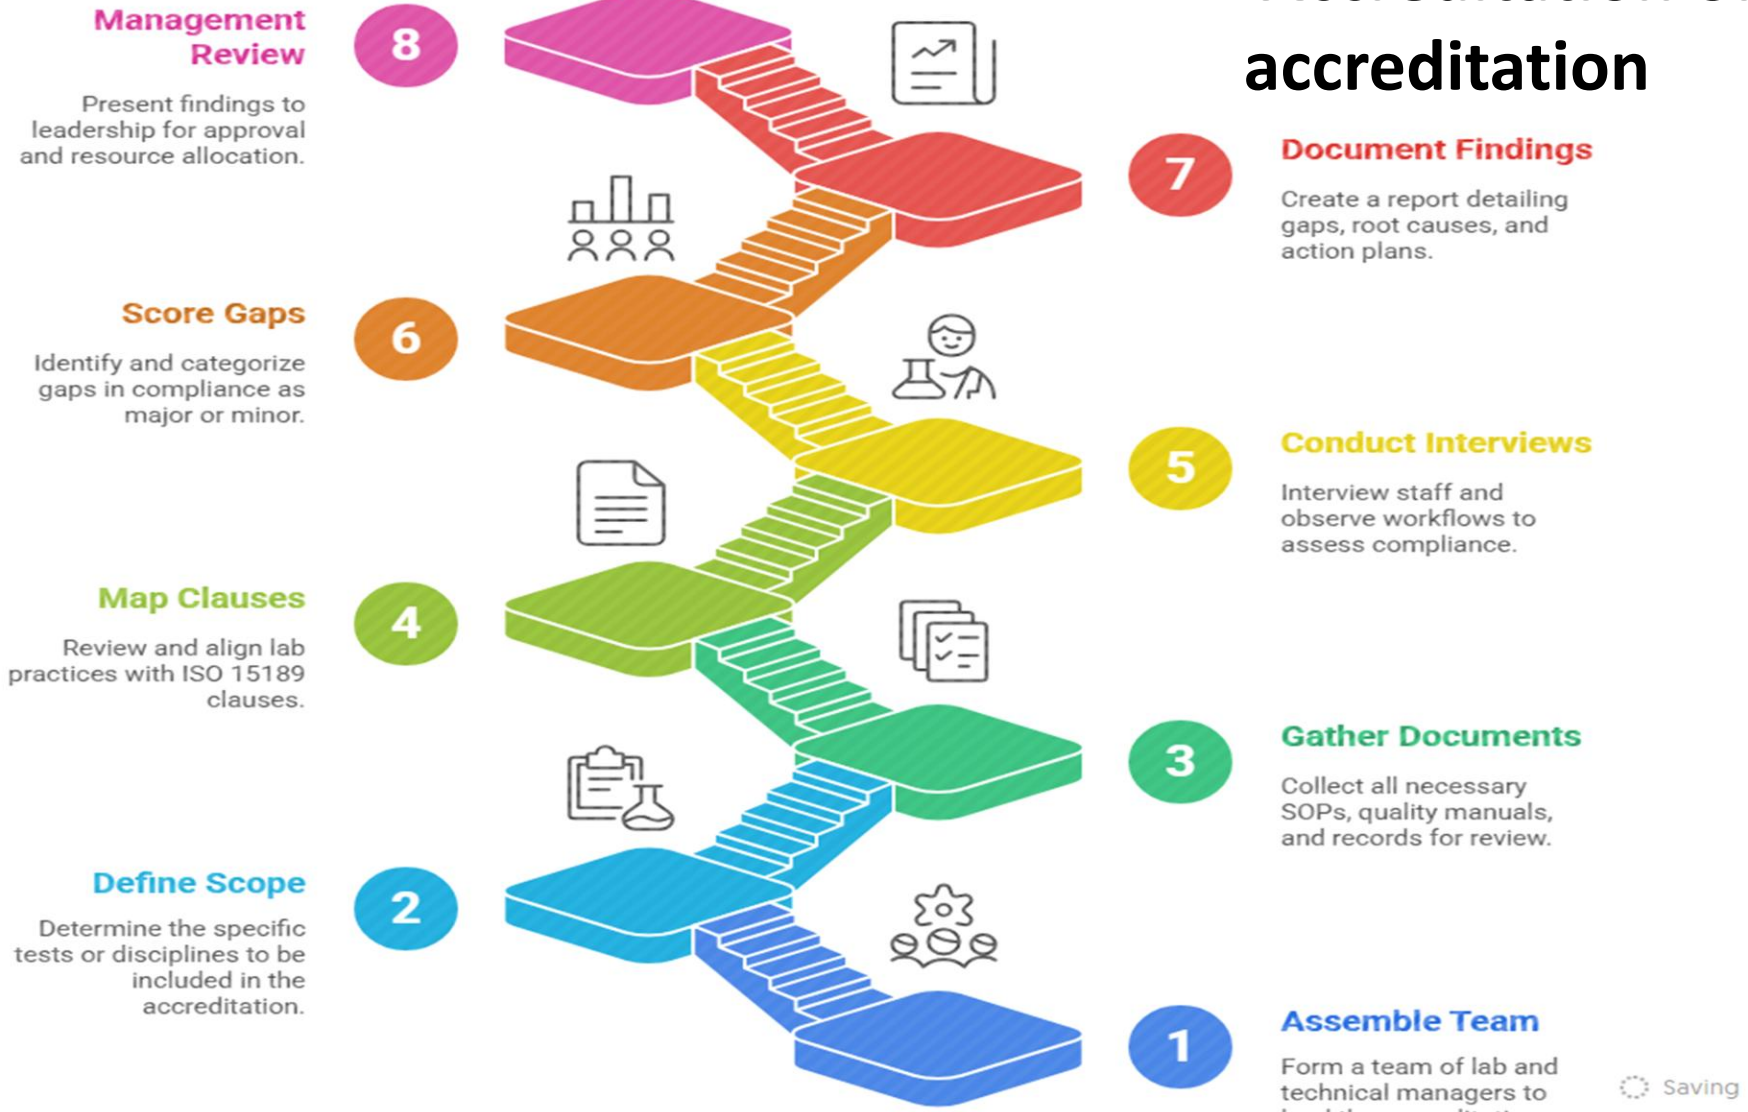 accreditation
Management
Review
8
Present findings to
leadership for approval
and resource allocation.
7
Document Findings
Create a report detailing
gaps, root causes, and
action plans.
Score Gaps
6
Identify and categorize
gaps in compliance as
major or minor.
5
Conduct Interviews
Interview staff and
observe workflows to
assess compliance.
Map Clauses
4
Review and align lab
practices with ISO 15189
clauses.
3
Gather Documents
Collect all necessary
SOPs, quality manuals,
and records for review.
Define Scope
2
Determine the specific
tests or disciplines to be
included in the
accreditation.
1
Assemble Team
Form a team of lab and
technical managers to
Saving